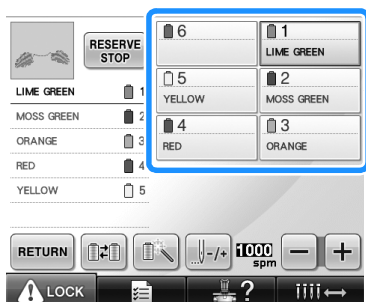 RESERVE
STOP
LIME GREEN 1
MOSS GREEN 2
ORANGE 3
RED 4
YELLOW 5
6
1
LIME GREEN
5
YELLOW
2
MOSS GREEN
4
RED
3
ORANGE
RETURN
-/+
1000
spm
−
+
LOCK
?